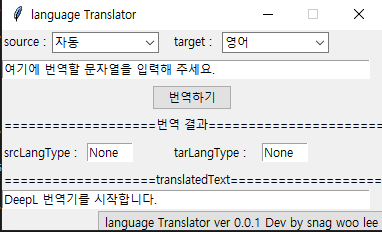 language Translator
source : 자동 target : 영어
여기에 번역할 문자열을 입력해 주세요.
번역하기
====================번역 결과====================
srcLangType : None tarLangType : None
====================translatedText====================
DeepL 번역기를 시작합니다.
language Translator ver 0.0.1 Dev by snag woo lee